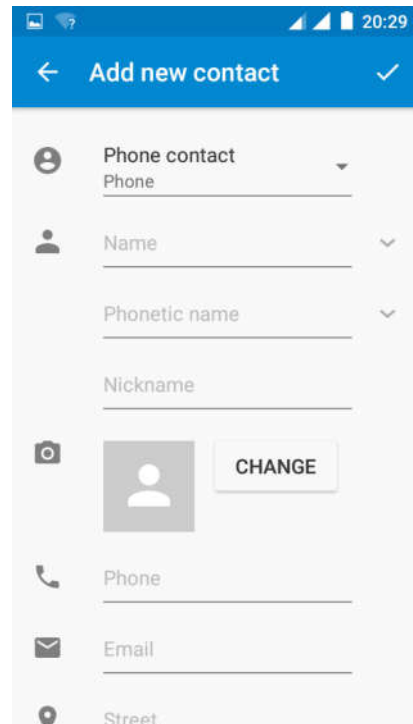 20:29
Add new contact
Phone contact
Phone
Name
Phonetic name
Nickname
CHANGE
Phone
Email
Street